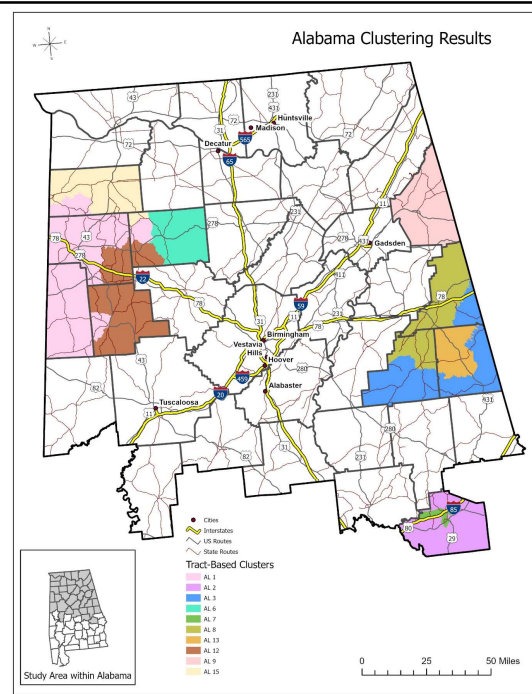 Alabama Clustering Results
N
W
E
S
43
231
431
Huntsville
72
72
31
Madison
565
Decatur
72
65
11
231
43
278
78
278
431
Gadsden
278
411
22
59
78
78
11
231
78
31
Birmingham
Vestavia
Hills
43
Hoover
280
459
82
Alabaster
20
Tuscaloosa
11
431
280
82
31
231
85
80
29
Cities
Interstates
US Routes
State Routes
Tract-Based Clusters
AL 1
AL 2
AL 3
AL 6
AL 7
AL 8
AL 13
AL 12
AL 9
AL 15
Study Area within Alabama
0 25 50 Miles